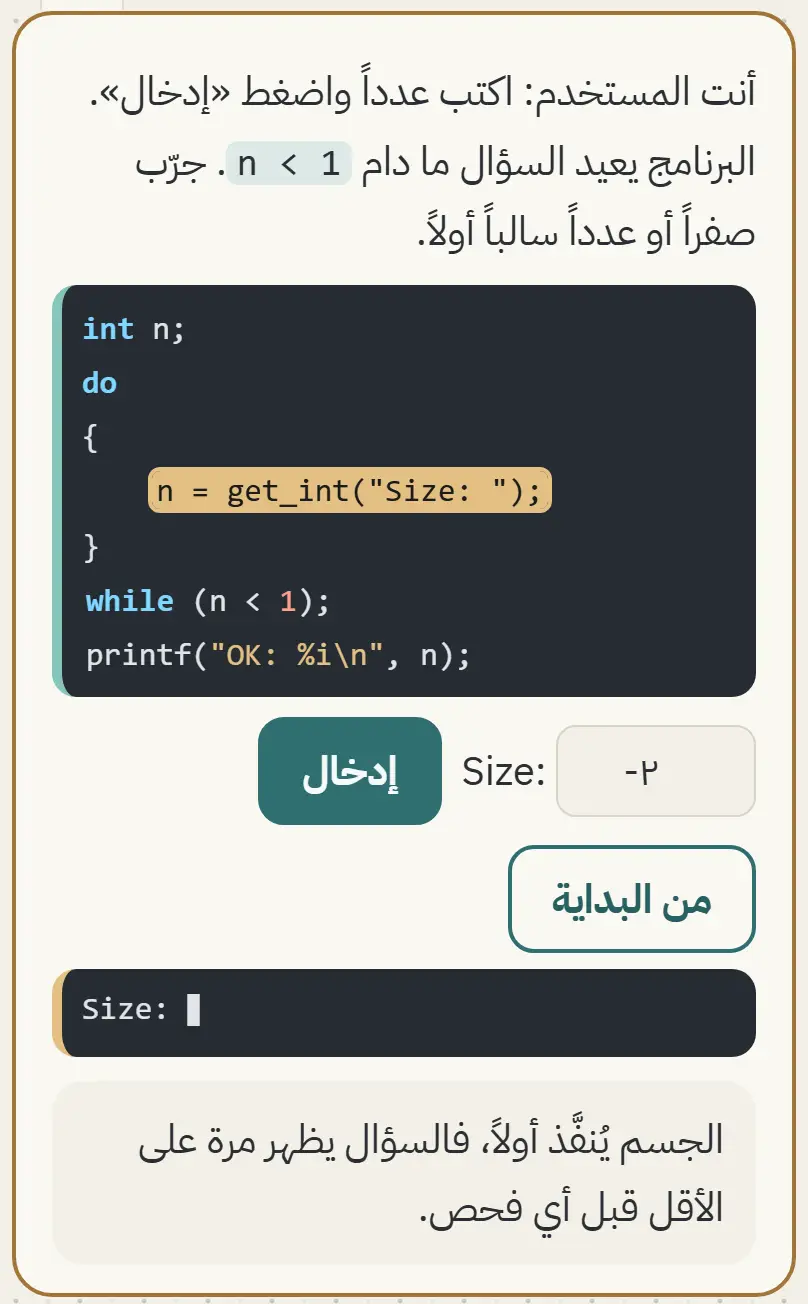 أنت المستخدم: اكتب عدداً واضغط «إدخال».
البرنامج يعيد السؤال ما دام n < 1. جرّب
صفراً أو عدداً سالباً أولاً.
int n;
do
{
    n = get_int("Size: ");
}
while (n < 1);
printf("OK: %i\n", n);
Size: -٢ إدخال
من البداية
Size:
الجسم يُنفَّذ أولاً، فالسؤال يظهر مرة على
الأقل قبل أي فحص.